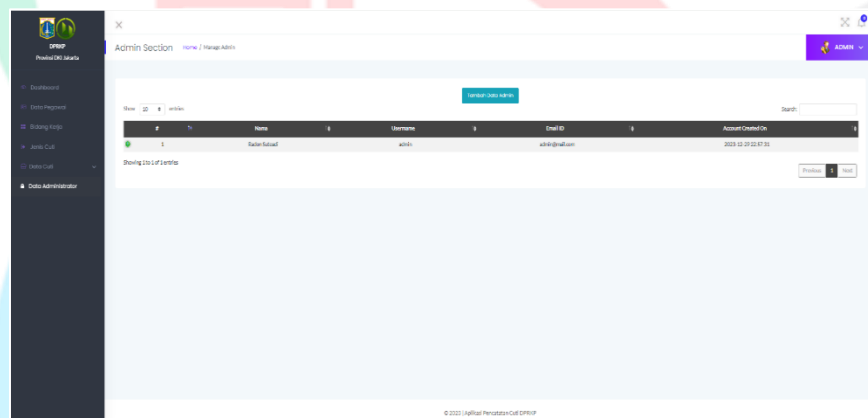 DPRKP
Provinsi DKI Jakarta
Dashboard
Data Pegawai
Bidang Kerja
Jenis Cuti
Data Cuti
Data Administrator
Admin Section
Home / Manage Admin
ADMIN
Tambah Data Admin
Show 10 entries
Search:
# Name Username Email ID Account Created On
1 admin admin@mail.com 2023-12-29 22:57:31
Showing 1 to 1 of 1 entries
Previous 1 Next
© 2023 | Aplikasi Pencatatan Cuti DPRKP